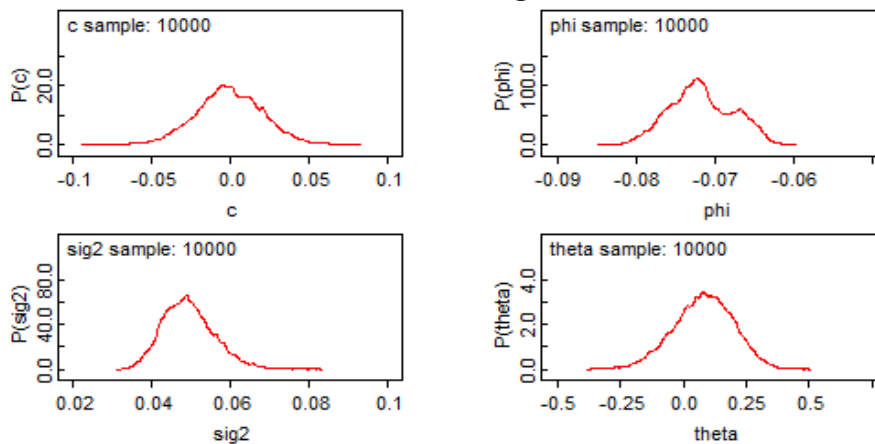 c sample: 10000
P(c)
20.0
0.0
-0.1 -0.05 0.0 0.05 0.1
c
phi sample: 10000
P(phi)
100.0
0.0
-0.09 -0.08 -0.07 -0.06
phi
sig2 sample: 10000
P(sig2)
80.0
40.0
0.0
0.02 0.04 0.06 0.08 0.1
sig2
theta sample: 10000
P(theta)
4.0
2.0
0.0
-0.5 -0.25 0.0 0.25 0.5
theta